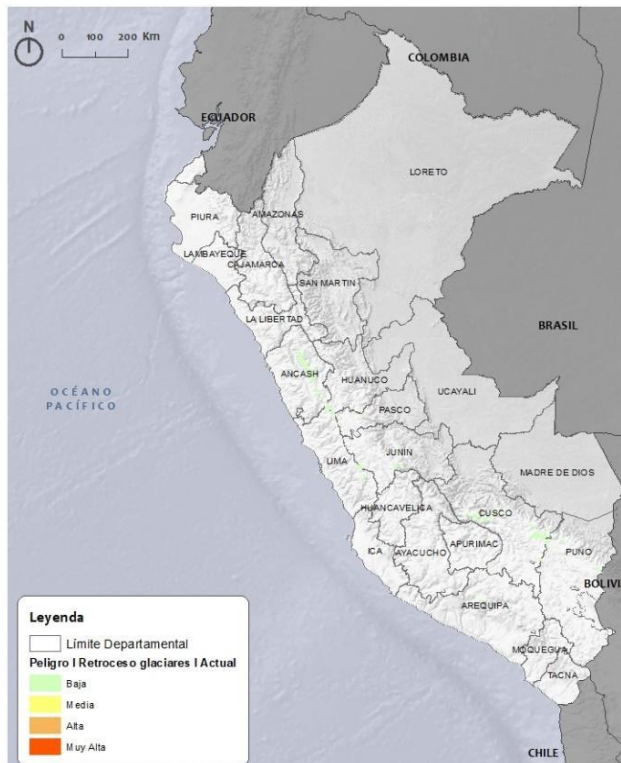 N
0 100 200 Km
COLOMBIA
ECUADOR
LORETO
PIURA
AMAZONAS
LAMBAYEQUE
CAJAMARCA
SAN MARTIN
LA LIBERTAD
BRASIL
ANCASH
HUANUCO
UCAYALI
OCÉANO
PACÍFICO
PASCO
LIMA
JUNIN
MADRE DE DIOS
HUANCAVELICA
CUSCO
ICA
AYACUCHO
APURIMAC
PUNO
BOLIVI
AREQUIPA
MOQUEGUA
TACNA
CHILE
Leyenda
Límite Departamental
Peligro I Retroceso glaciares I Actual
Baja
Media
Alta
Muy Alta